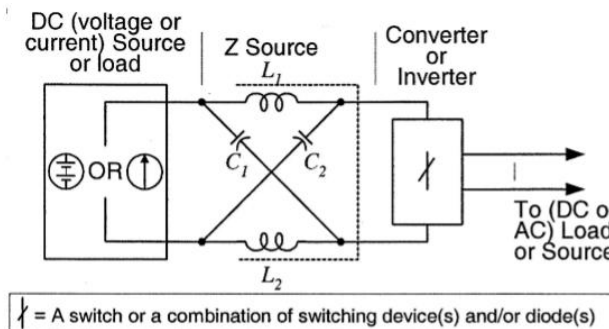 DC (voltage or
current) Source
or load
Z Source
Converter
or
Inverter
L1
C1
C2
OR
L2
To (DC o
AC) Load
or Source
= A switch or a combination of switching device(s) and/or diode(s)